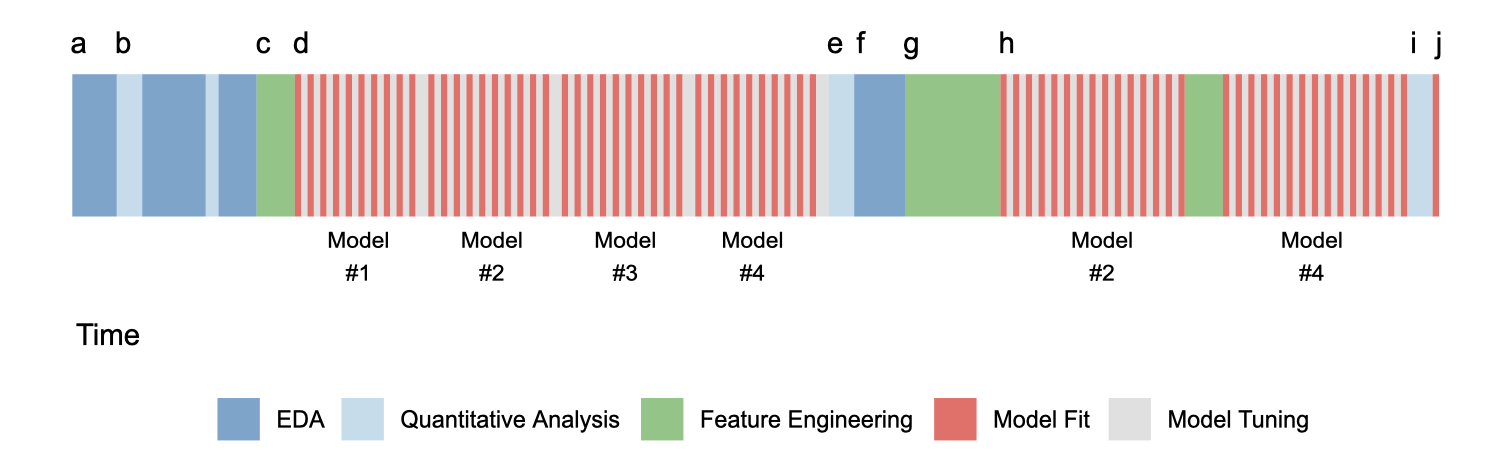 a b c d e f g h i j
Model Model Model Model Model Model
#1 #2 #3 #4 #2 #4
Time
EDA Quantitative Analysis Feature Engineering Model Fit Model Tuning